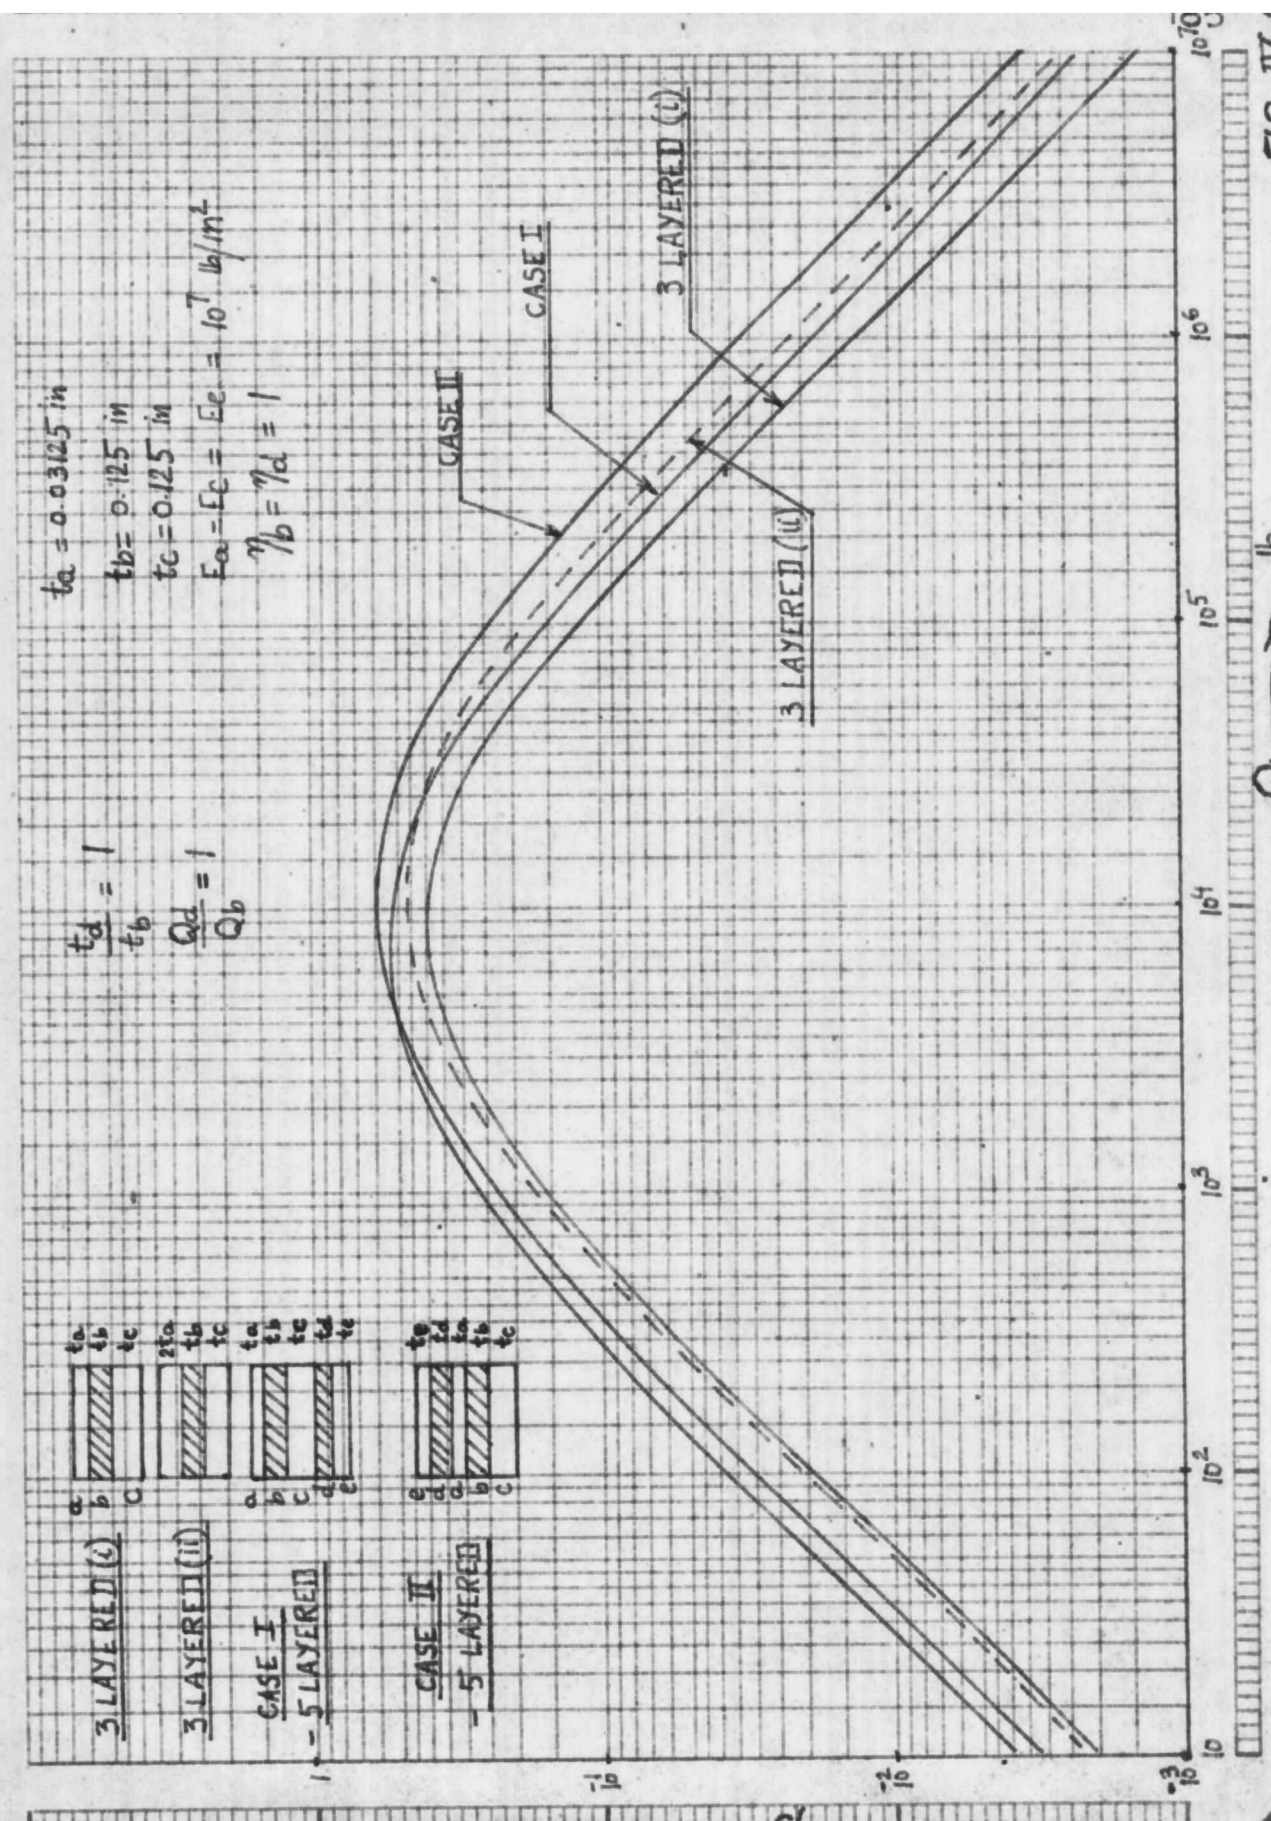 3 LAYERED (i)
a
b
c
ta
tb
tc
3 LAYERED (ii)
2ta
tb
tc
CASE I
- 5 LAYERED
a
b
c
d
e
ta
tb
tc
td
te
CASE II
- 5 LAYERED
e
d
a
b
c
te
td
ta
tb
tc
td/tb = 1
Qd/Qb = 1
ta = 0.03125 in
tb = 0.125 in
tc = 0.125 in
Ea = Ec = Ee = 10⁷ lb/in²
ηb = ηd = 1
CASE II
CASE I
3 LAYERED (i)
3 LAYERED (ii)
1
10⁻¹
10⁻²
10⁻³
10
10²
10³
10⁴
10⁵
10⁶